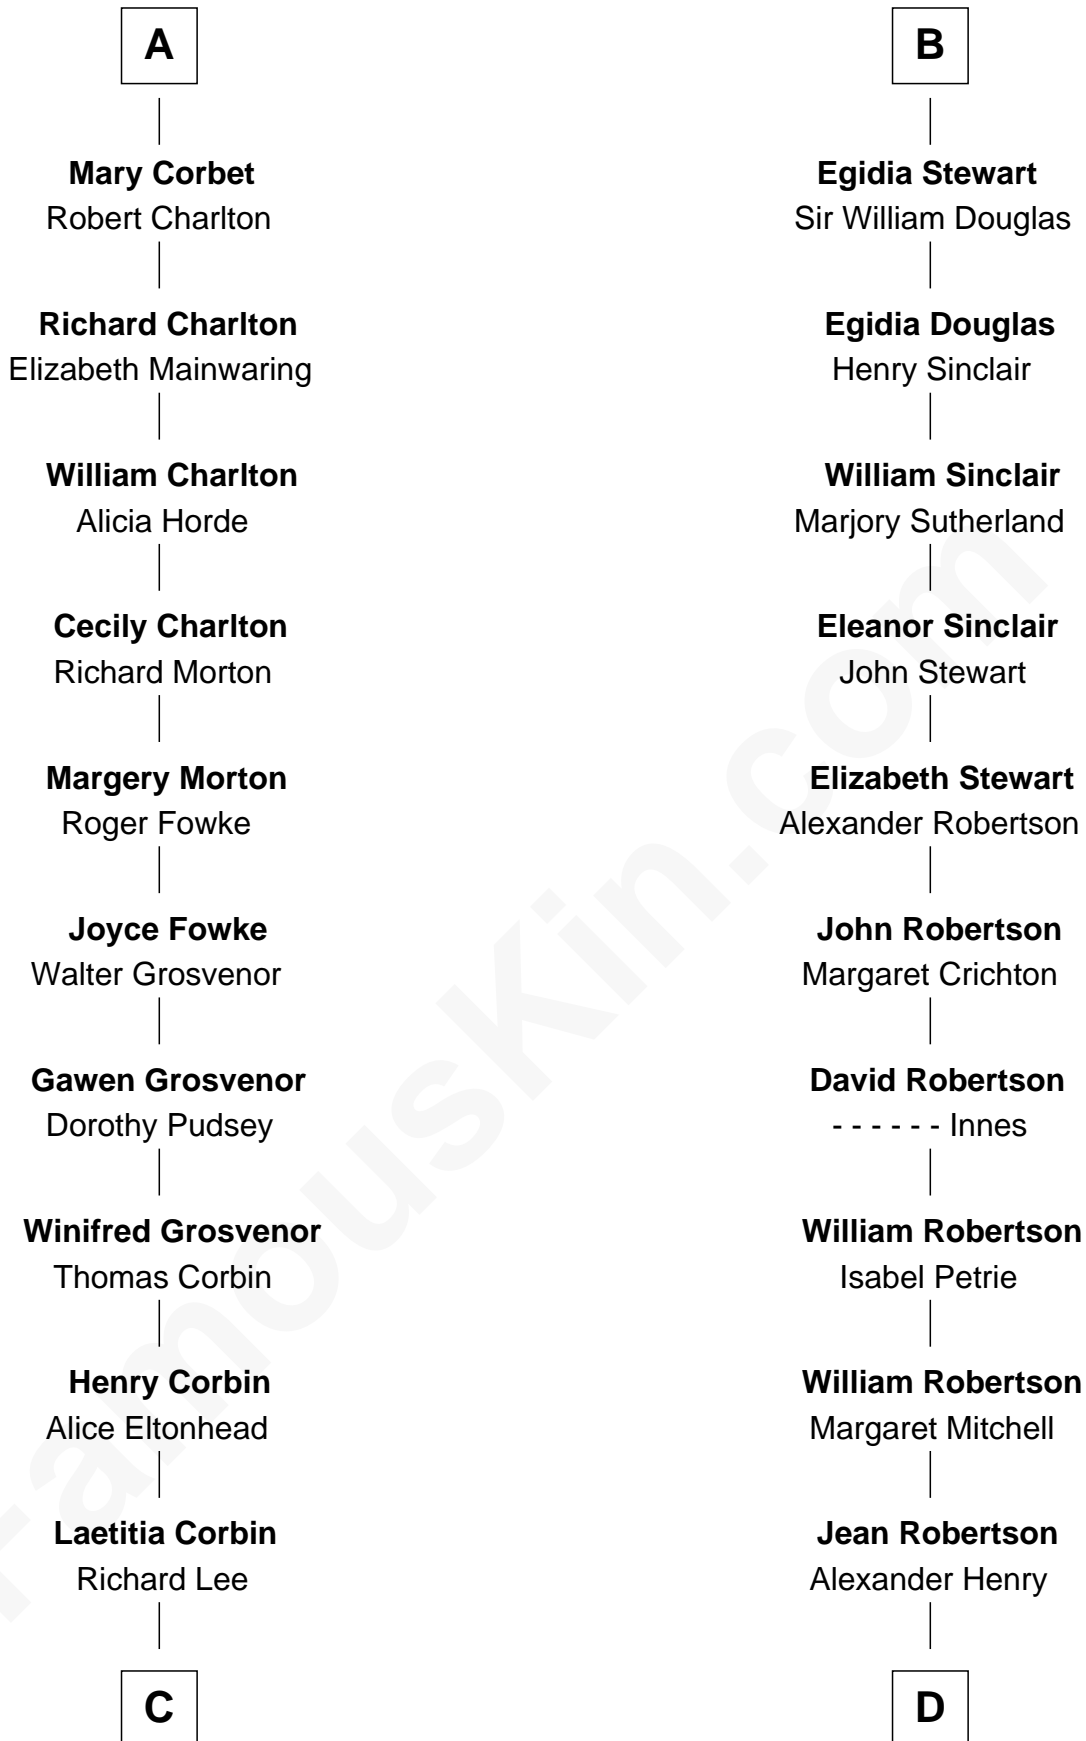 A
Mary Corbet
Robert Charlton
Richard Charlton
Elizabeth Mainwaring
William Charlton
Alicia Horde
Cecily Charlton
Richard Morton
Margery Morton
Roger Fowke
Joyce Fowke
Walter Grosvenor
Gawen Grosvenor
Dorothy Pudsey
Winifred Grosvenor
Thomas Corbin
Henry Corbin
Alice Eltonhead
Laetitia Corbin
Richard Lee
C
B
Egidia Stewart
Sir William Douglas
Egidia Douglas
Henry Sinclair
William Sinclair
Marjory Sutherland
Eleanor Sinclair
John Stewart
Elizabeth Stewart
Alexander Robertson
John Robertson
Margaret Crichton
David Robertson
- - - - - - Innes
William Robertson
Isabel Petrie
William Robertson
Margaret Mitchell
Jean Robertson
Alexander Henry
D
FamousKin.com